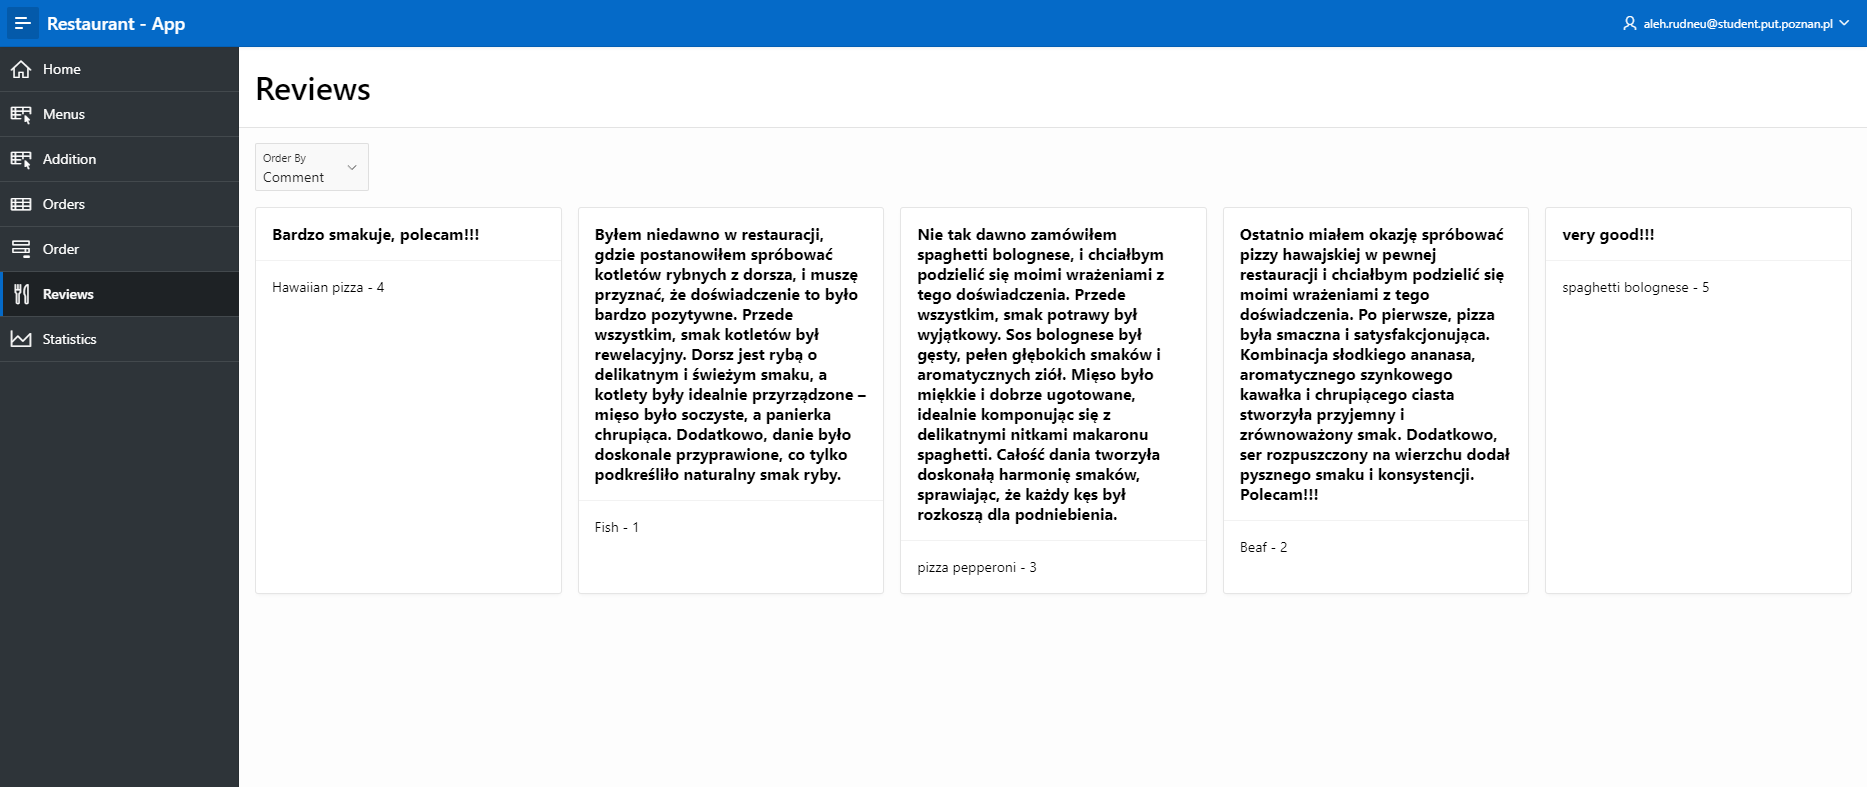 Restaurant - App
aleh.rudneu@student.put.poznan.pl
Home
Menus
Addition
Orders
Order
Reviews
Statistics
Reviews
Order By
Comment
Bardzo smakuje, polecam!!!
Hawaiian pizza - 4
Byłem niedawno w restauracji,
gdzie postanowiłem spróbować
kotletów rybnych z dorsza, i muszę
przyznać, że doświadczenie to było
bardzo pozytywne. Przede
wszystkim, smak kotletów był
rewelacyjny. Dorsz jest rybą o
delikatnym i świeżym smaku, a
kotlety były idealnie przyrządzone –
mięso było soczyste, a panierka
chrupiąca. Dodatkowo, danie było
doskonale przyprawione, co tylko
podkreśliło naturalny smak ryby.
Fish - 1
Nie tak dawno zamówiłem
spaghetti bolognese, i chciałbym
podzielić się moimi wrażeniami z
tego doświadczenia. Przede
wszystkim, smak potrawy był
wyjątkowy. Sos bolognese był
gęsty, pełen głębokich smaków i
aromatycznych ziół. Mięso było
miękkie i dobrze ugotowane,
idealnie komponując się z
delikatnymi nitkami makaronu
spaghetti. Całość dania tworzyła
doskonałą harmonię smaków,
sprawiając, że każdy kęs był
rozkoszą dla podniebienia.
pizza pepperoni - 3
Ostatnio miałem okazję spróbować
pizzy hawajskiej w pewnej
restauracji i chciałbym podzielić się
moimi wrażeniami z tego
doświadczenia. Po pierwsze, pizza
była smaczna i satysfakcjonująca.
Kombinacja słodkiego ananasa,
aromatycznego szynkowego
kawałka i chrupiącego ciasta
stworzyła przyjemny i
zrównoważony smak. Dodatkowo,
ser rozpuszczony na wierzchu dodał
pysznego smaku i konsystencji.
Polecam!!!
Beaf - 2
very good!!!
spaghetti bolognese - 5